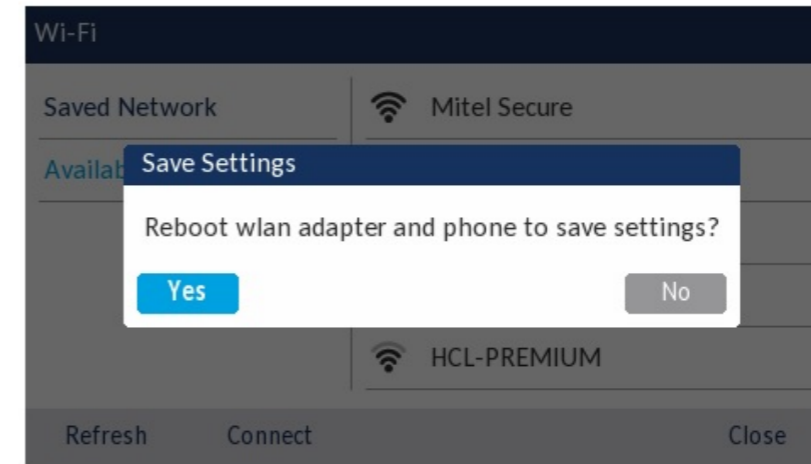 Wi-Fi
Saved Network
Mitel Secure
Availab
Save Settings
Reboot wlan adapter and phone to save settings?
Yes
No
HCL-PREMIUM
Refresh
Connect
Close